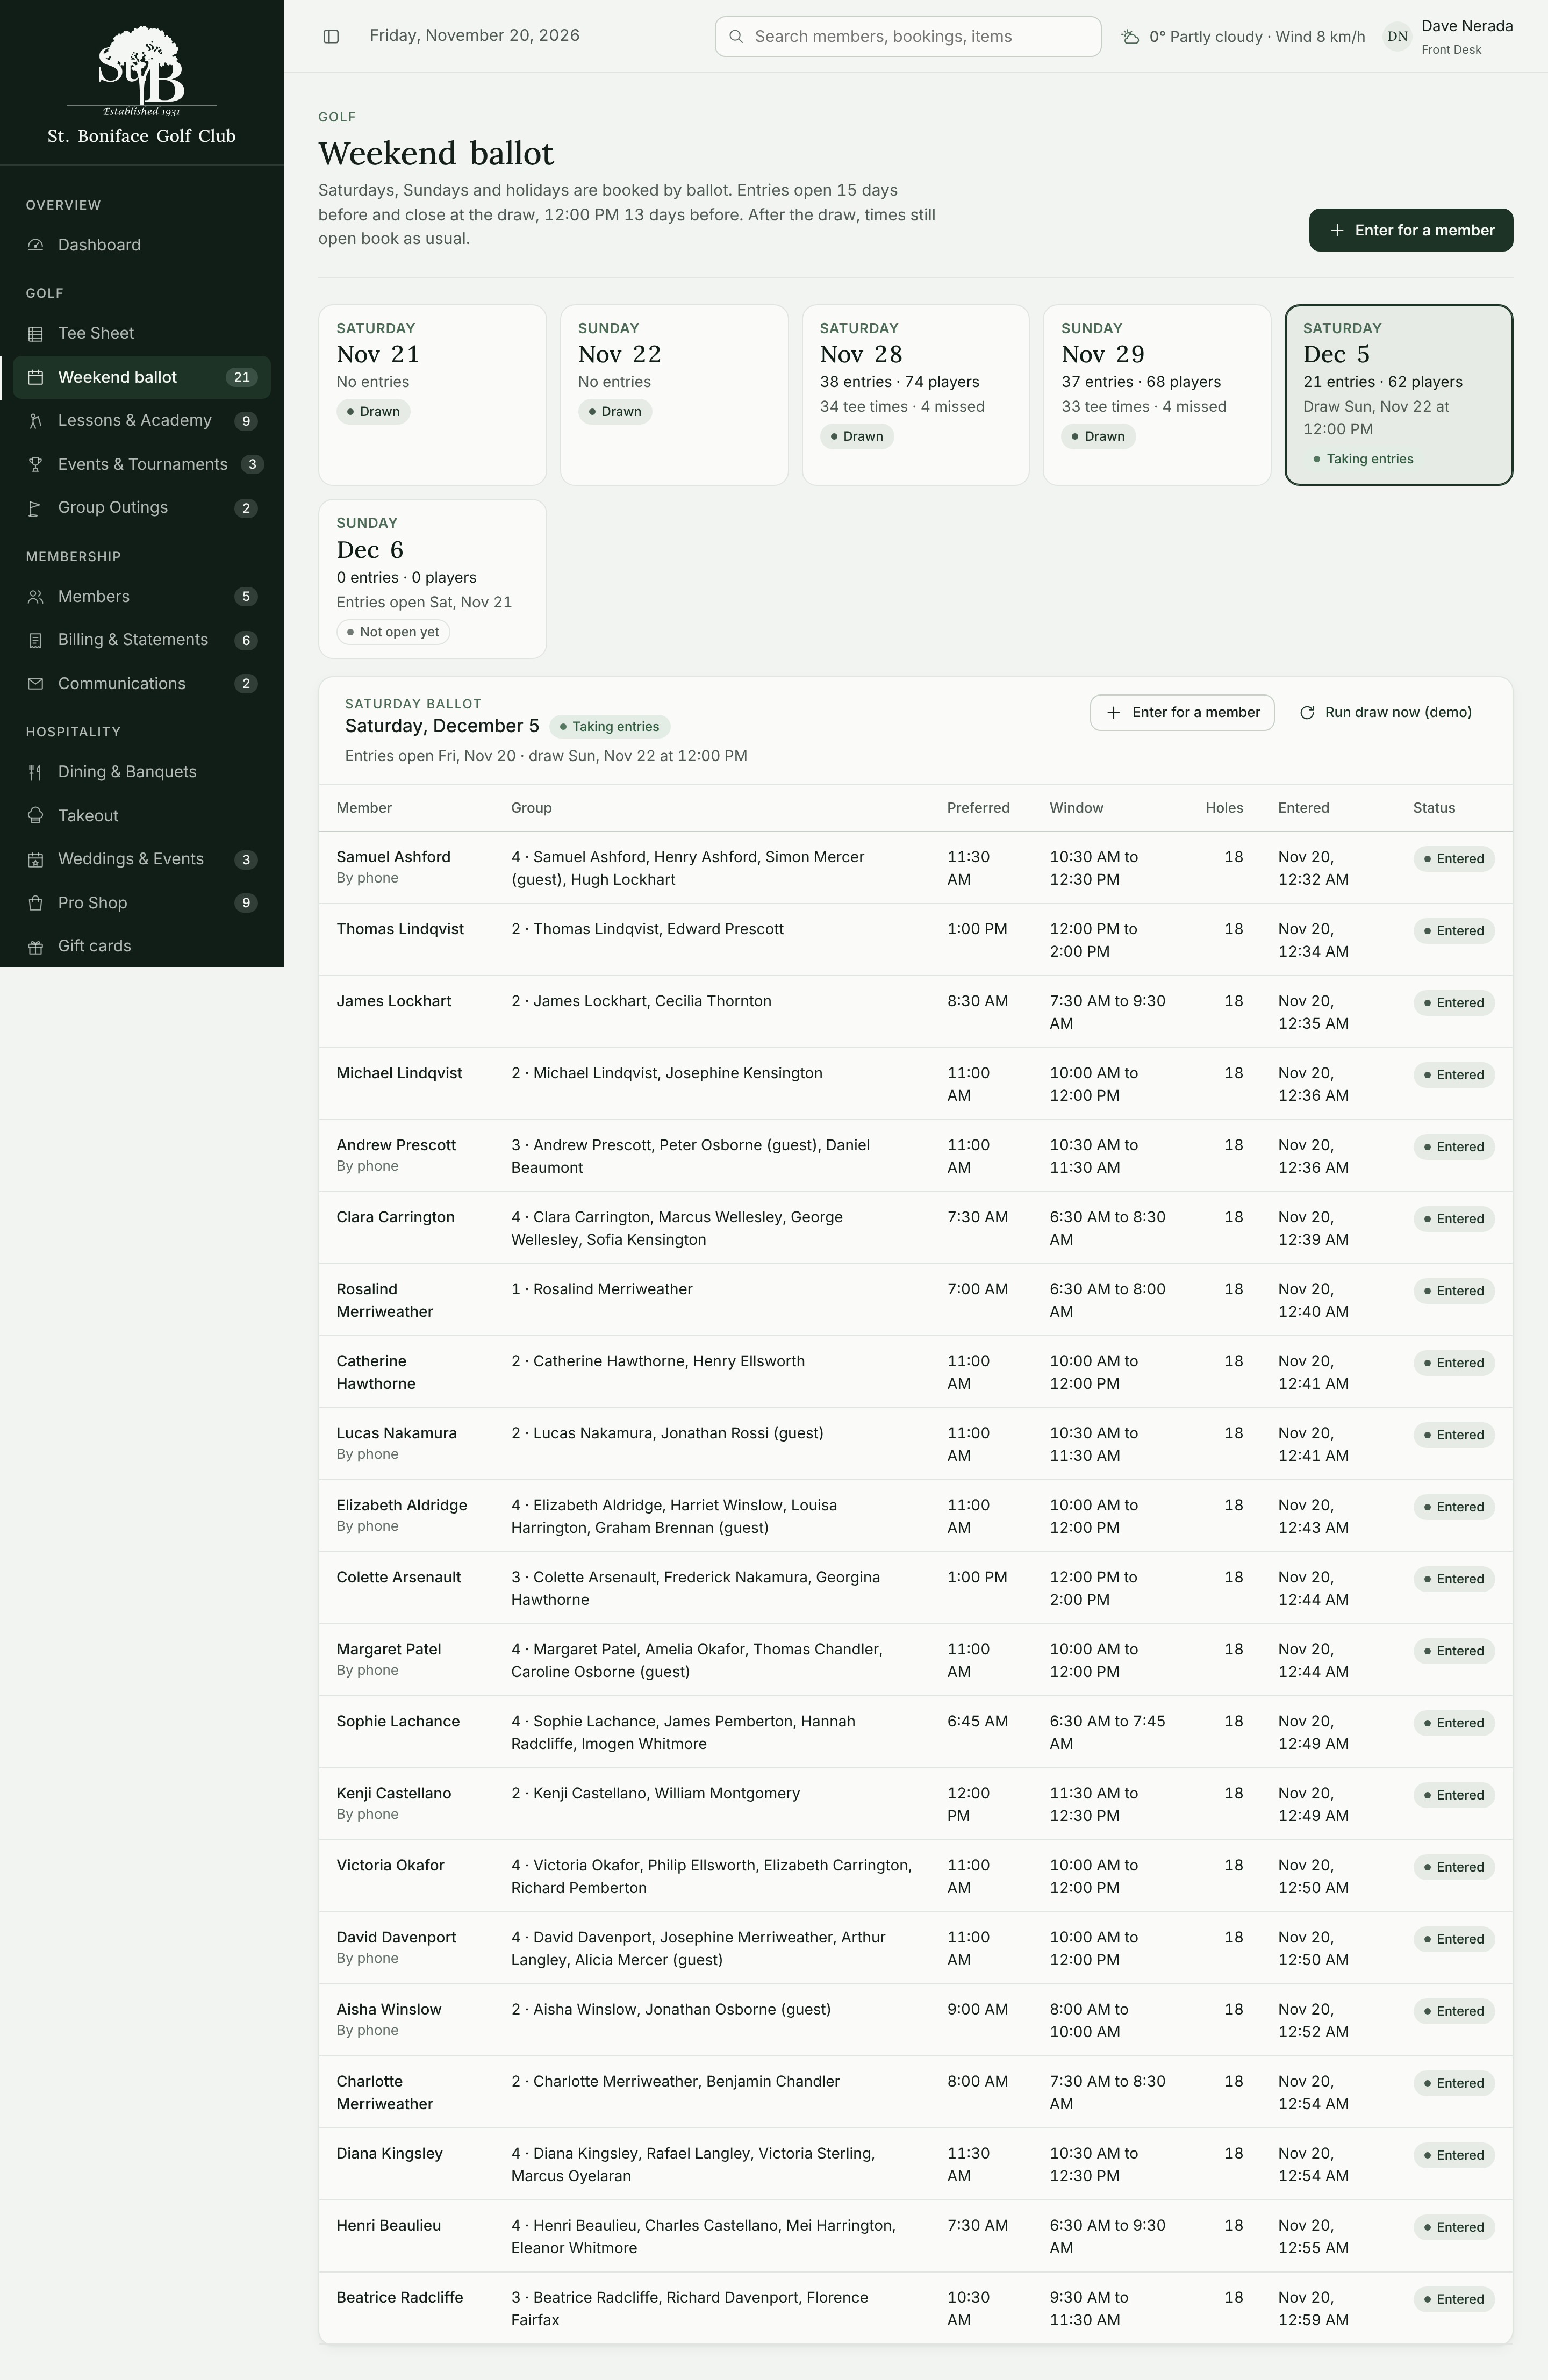 StB
Established 1931
St. Boniface Golf Club
OVERVIEW
Dashboard
GOLF
Tee Sheet
Weekend ballot 21
Lessons & Academy 9
Events & Tournaments 3
Group Outings 2
MEMBERSHIP
Members 5
Billing & Statements 6
Communications 2
HOSPITALITY
Dining & Banquets
Takeout
Weddings & Events 3
Pro Shop 9
Gift cards
Friday, November 20, 2026
Search members, bookings, items
0° Partly cloudy · Wind 8 km/h
DN
Dave Nerada
Front Desk
GOLF
Weekend ballot
Saturdays, Sundays and holidays are booked by ballot. Entries open 15 days
before and close at the draw, 12:00 PM 13 days before. After the draw, times still
open book as usual.
Enter for a member
SATURDAY
Nov 21
No entries
Drawn
SUNDAY
Nov 22
No entries
Drawn
SATURDAY
Nov 28
38 entries · 74 players
34 tee times · 4 missed
Drawn
SUNDAY
Nov 29
37 entries · 68 players
33 tee times · 4 missed
Drawn
SATURDAY
Dec 5
21 entries · 62 players
Draw Sun, Nov 22 at
12:00 PM
Taking entries
SUNDAY
Dec 6
0 entries · 0 players
Entries open Sat, Nov 21
Not open yet
SATURDAY BALLOT
Saturday, December 5 Taking entries
Entries open Fri, Nov 20 · draw Sun, Nov 22 at 12:00 PM
Enter for a member
Run draw now (demo)
Member Group Preferred Window Holes Entered Status
Samuel Ashford 4 · Samuel Ashford, Henry Ashford, Simon Mercer 11:30 10:30 AM to 18 Nov 20, Entered
By phone (guest), Hugh Lockhart AM 12:30 PM 12:32 AM
Thomas Lindqvist 2 · Thomas Lindqvist, Edward Prescott 1:00 PM 12:00 PM to 18 Nov 20, Entered
2:00 PM 12:34 AM
James Lockhart 2 · James Lockhart, Cecilia Thornton 8:30 AM 7:30 AM to 9:30 18 Nov 20, Entered
AM 12:35 AM
Michael Lindqvist 2 · Michael Lindqvist, Josephine Kensington 11:00 10:00 AM to 18 Nov 20, Entered
AM 12:00 PM 12:36 AM
Andrew Prescott 3 · Andrew Prescott, Peter Osborne (guest), Daniel 11:00 10:30 AM to 18 Nov 20, Entered
By phone Beaumont AM 11:30 AM 12:36 AM
Clara Carrington 4 · Clara Carrington, Marcus Wellesley, George 7:30 AM 6:30 AM to 8:30 18 Nov 20, Entered
Wellesley, Sofia Kensington AM 12:39 AM
Rosalind 1 · Rosalind Merriweather 7:00 AM 6:30 AM to 8:00 18 Nov 20, Entered
Merriweather AM 12:40 AM
Catherine 2 · Catherine Hawthorne, Henry Ellsworth 11:00 10:00 AM to 18 Nov 20, Entered
Hawthorne AM 12:00 PM 12:41 AM
Lucas Nakamura 2 · Lucas Nakamura, Jonathan Rossi (guest) 11:00 10:30 AM to 18 Nov 20, Entered
By phone AM 11:30 AM 12:41 AM
Elizabeth Aldridge 4 · Elizabeth Aldridge, Harriet Winslow, Louisa 11:00 10:00 AM to 18 Nov 20, Entered
By phone Harrington, Graham Brennan (guest) AM 12:00 PM 12:43 AM
Colette Arsenault 3 · Colette Arsenault, Frederick Nakamura, Georgina 1:00 PM 12:00 PM to 18 Nov 20, Entered
Hawthorne 2:00 PM 12:44 AM
Margaret Patel 4 · Margaret Patel, Amelia Okafor, Thomas Chandler, 11:00 10:00 AM to 18 Nov 20, Entered
By phone Caroline Osborne (guest) AM 12:00 PM 12:44 AM
Sophie Lachance 4 · Sophie Lachance, James Pemberton, Hannah 6:45 AM 6:30 AM to 7:45 18 Nov 20, Entered
Radcliffe, Imogen Whitmore AM 12:49 AM
Kenji Castellano 2 · Kenji Castellano, William Montgomery 12:00 11:30 AM to 18 Nov 20, Entered
By phone PM 12:30 PM 12:49 AM
Victoria Okafor 4 · Victoria Okafor, Philip Ellsworth, Elizabeth Carrington, 11:00 10:00 AM to 18 Nov 20, Entered
Richard Pemberton AM 12:00 PM 12:50 AM
David Davenport 4 · David Davenport, Josephine Merriweather, Arthur 11:00 10:00 AM to 18 Nov 20, Entered
By phone Langley, Alicia Mercer (guest) AM 12:00 PM 12:50 AM
Aisha Winslow 2 · Aisha Winslow, Jonathan Osborne (guest) 9:00 AM 8:00 AM to 18 Nov 20, Entered
By phone 10:00 AM 12:52 AM
Charlotte 2 · Charlotte Merriweather, Benjamin Chandler 8:00 AM 7:30 AM to 8:30 18 Nov 20, Entered
Merriweather AM 12:54 AM
Diana Kingsley 4 · Diana Kingsley, Rafael Langley, Victoria Sterling, 11:30 10:30 AM to 18 Nov 20, Entered
Marcus Oyelaran AM 12:30 PM 12:54 AM
Henri Beaulieu 4 · Henri Beaulieu, Charles Castellano, Mei Harrington, 7:30 AM 6:30 AM to 9:30 18 Nov 20, Entered
Eleanor Whitmore AM 12:55 AM
Beatrice Radcliffe 3 · Beatrice Radcliffe, Richard Davenport, Florence 10:30 9:30 AM to 18 Nov 20, Entered
Fairfax AM 11:30 AM 12:59 AM